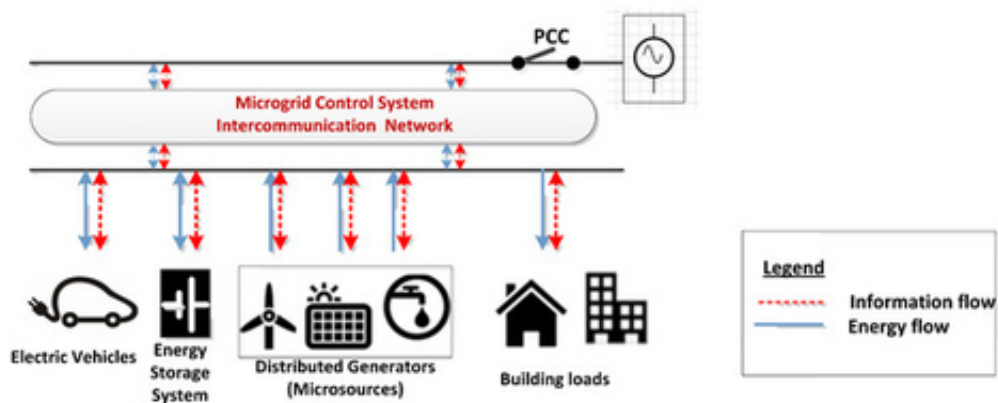 PCC
Microgrid Control System
Intercommunication Network
Electric Vehicles
Energy
Storage
System
Distributed Generators
(Microsources)
Building loads
Legend
Information flow
Energy flow